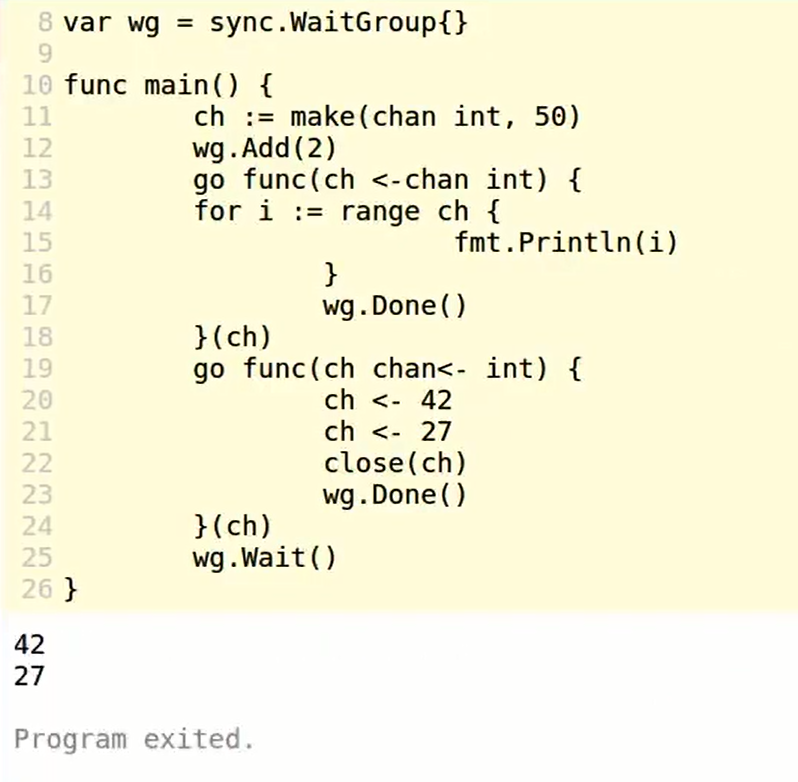 8 var wg = sync.WaitGroup{}
9
10 func main() {
11 ch := make(chan int, 50)
12 wg.Add(2)
13 go func(ch <-chan int) {
14 for i := range ch {
15 fmt.Println(i)
16 }
17 wg.Done()
18 }(ch)
19 go func(ch chan<- int) {
20 ch <- 42
21 ch <- 27
22 close(ch)
23 wg.Done()
24 }(ch)
25 wg.Wait()
26 }
42
27
Program exited.